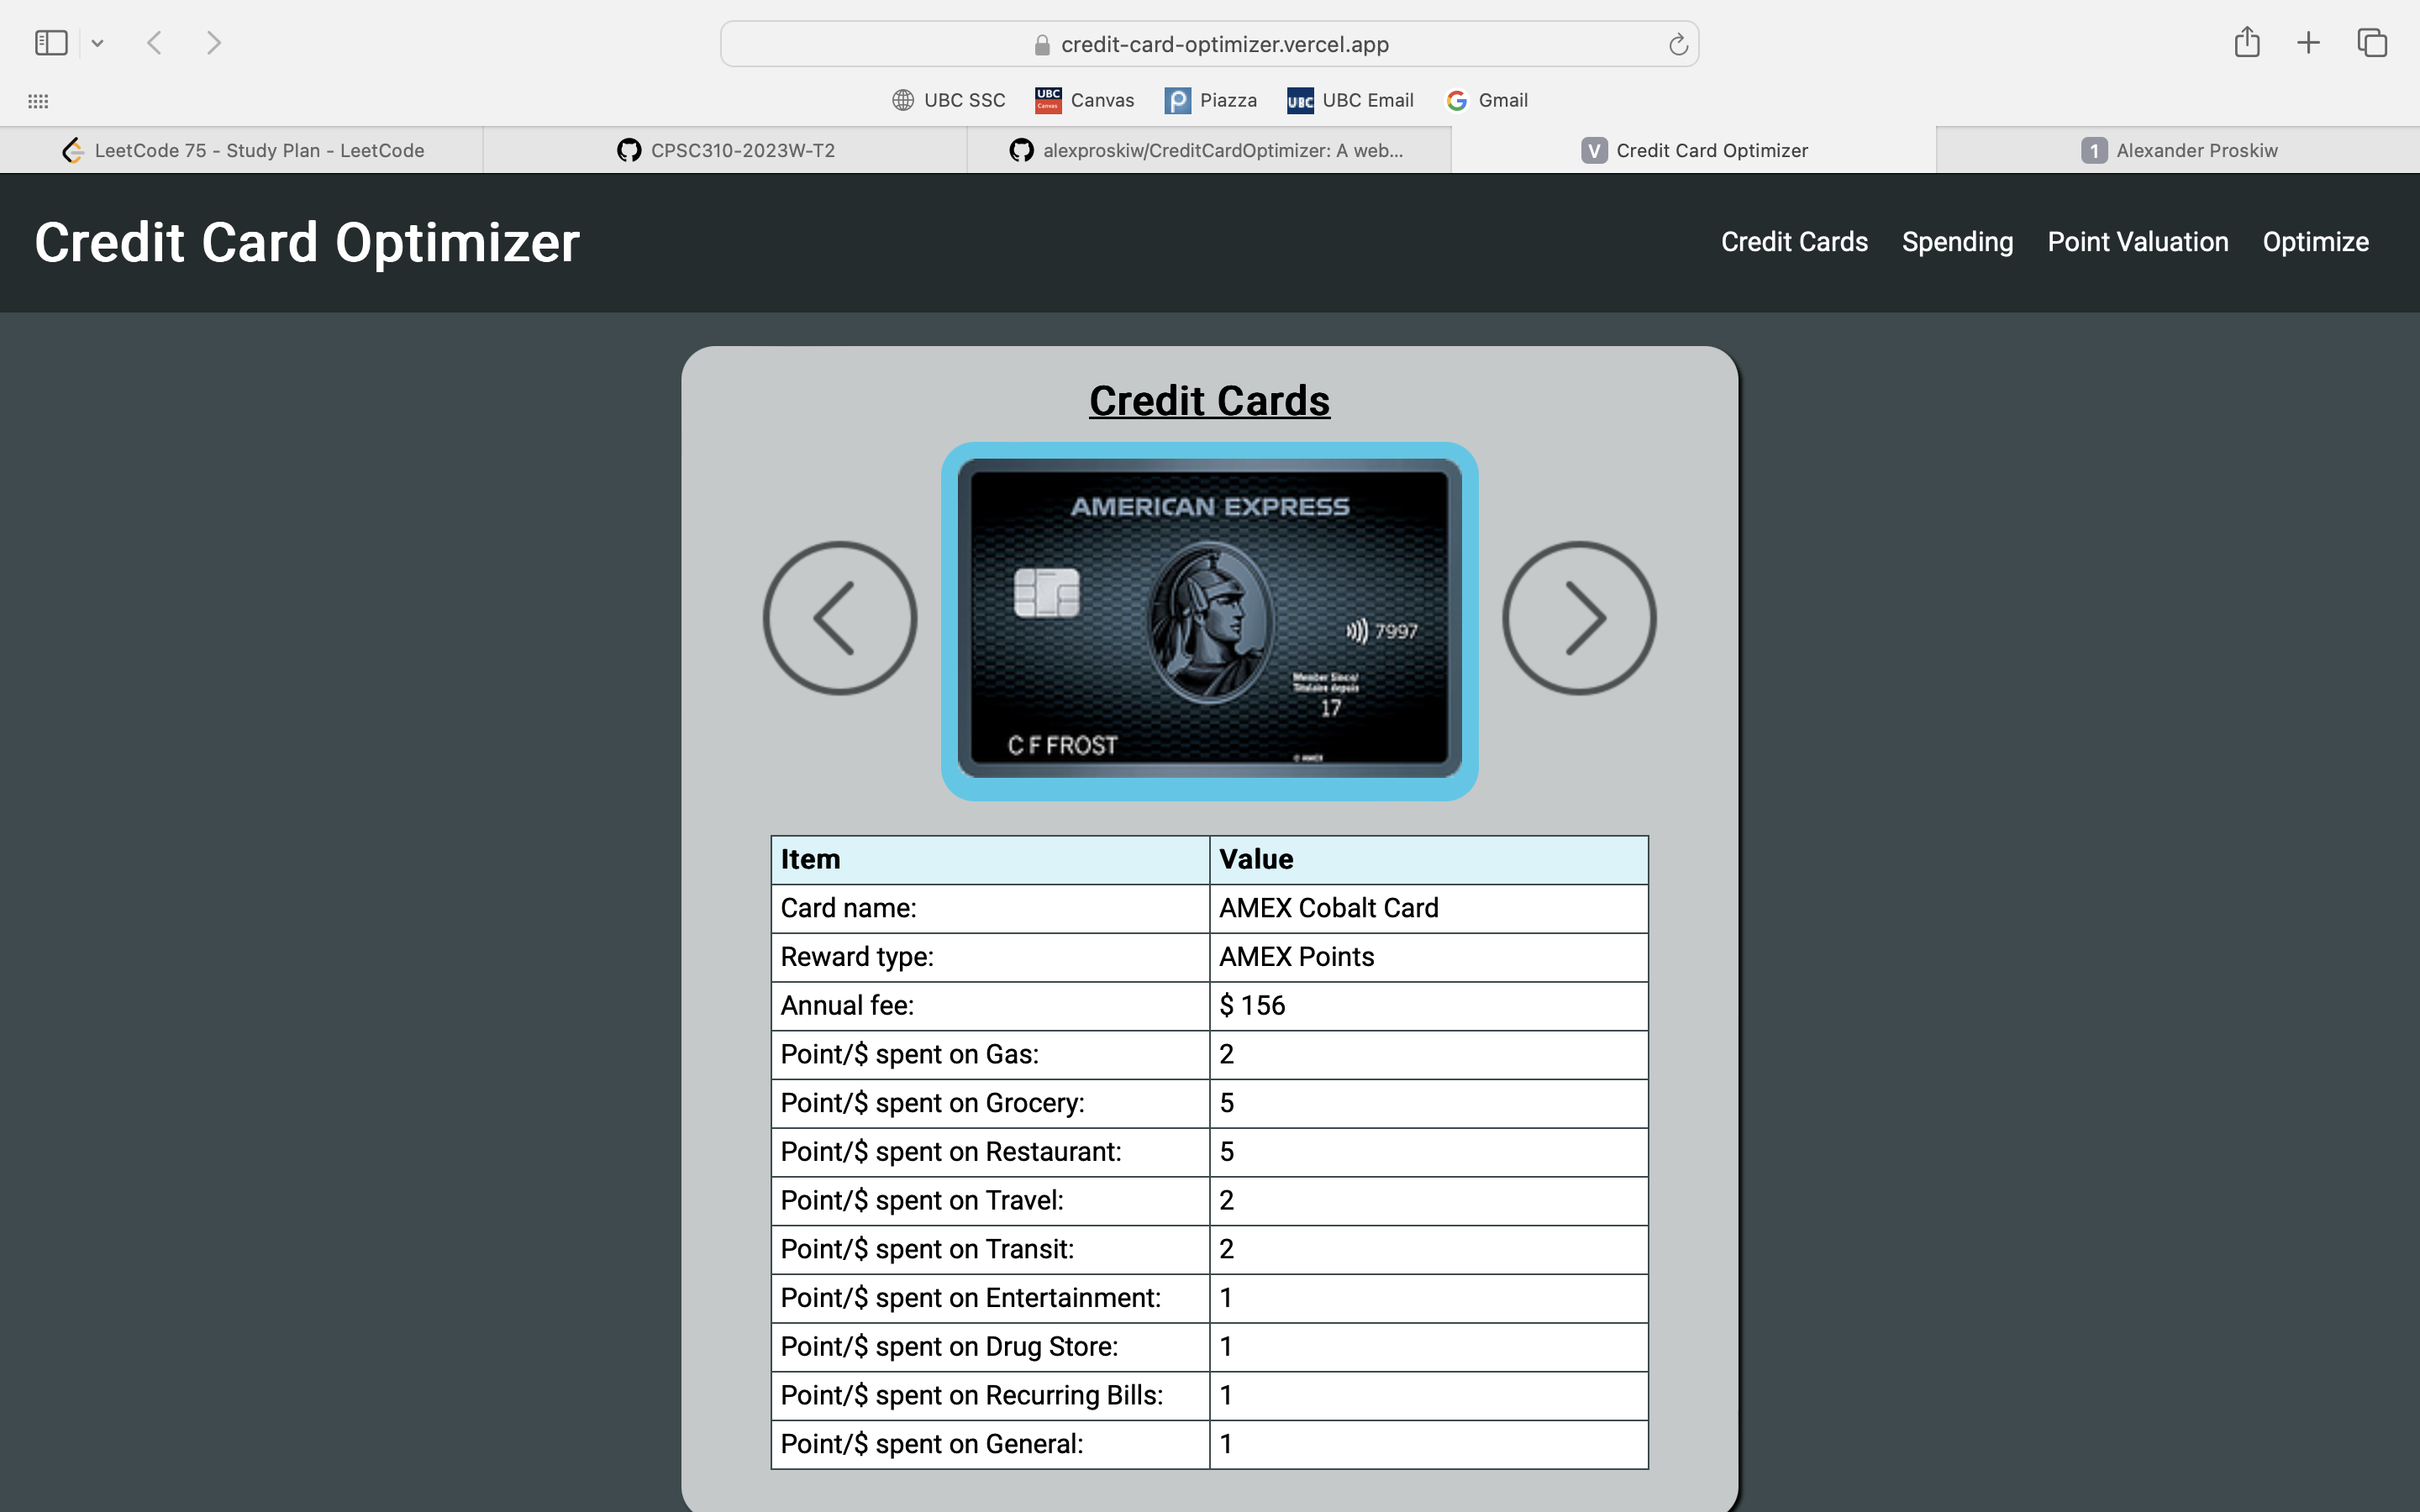 credit-card-optimizer.vercel.app
UBC SSC
UBC Canvas Canvas
Piazza
UBC UBC Email
G Gmail
LeetCode 75 - Study Plan - LeetCode
CPSC310-2023W-T2
alexproskiw/CreditCardOptimizer: A web...
V Credit Card Optimizer
1 Alexander Proskiw
Credit Card Optimizer
Credit Cards Spending Point Valuation Optimize
Credit Cards
AMERICAN EXPRESS
7997
Member Since/
Titulaire depuis
17
C F FROST
© AMEX
Item Value
Card name: AMEX Cobalt Card
Reward type: AMEX Points
Annual fee: $ 156
Point/$ spent on Gas: 2
Point/$ spent on Grocery: 5
Point/$ spent on Restaurant: 5
Point/$ spent on Travel: 2
Point/$ spent on Transit: 2
Point/$ spent on Entertainment: 1
Point/$ spent on Drug Store: 1
Point/$ spent on Recurring Bills: 1
Point/$ spent on General: 1